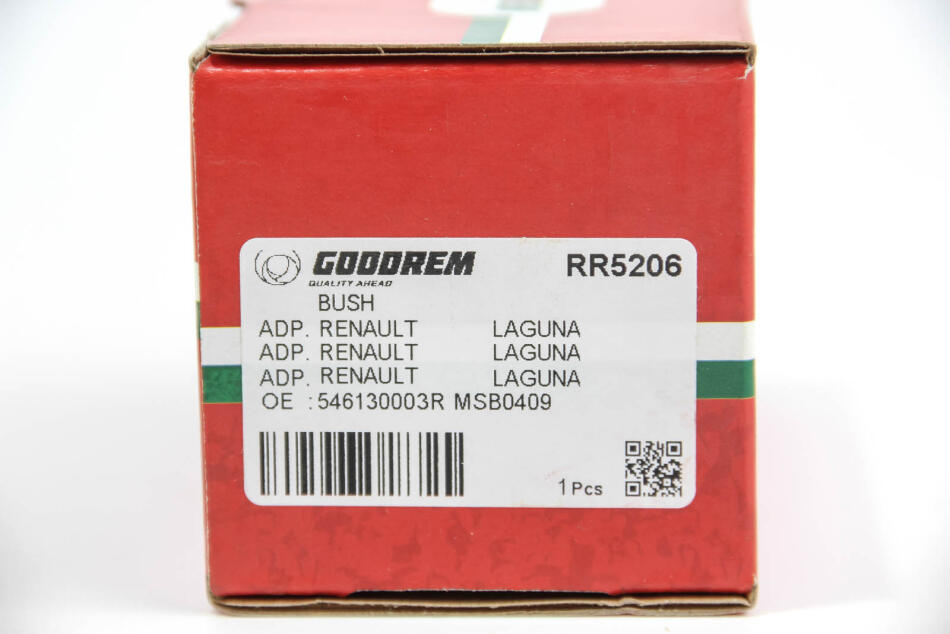 GOODREM RR5206
QUALITY AHEAD
BUSH
ADP. RENAULT LAGUNA
ADP. RENAULT LAGUNA
ADP. RENAULT LAGUNA
OE : 546130003R MSB0409
1 Pcs